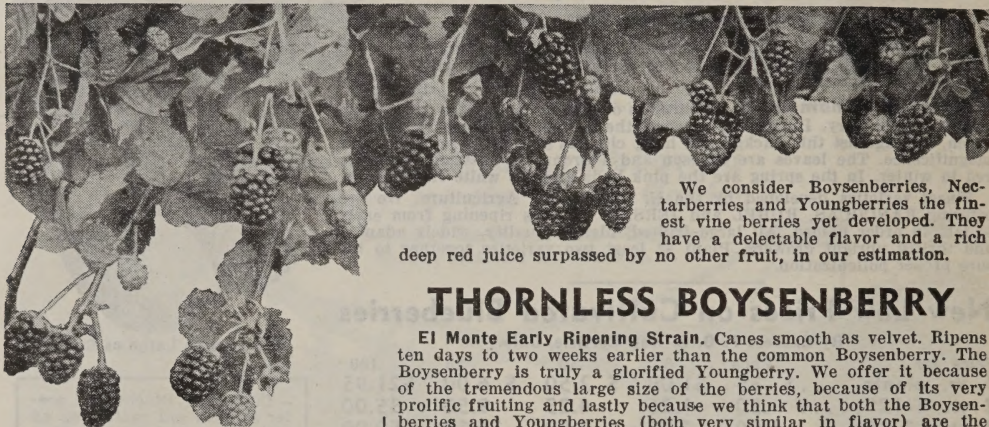 We consider Boysenberries, Nec-
tarberries and Youngberries the fin-
est vine berries yet developed. They
have a delectable flavor and a rich
deep red juice surpassed by no other fruit, in our estimation.
THORNLESS BOYSENBERRY
El Monte Early Ripening Strain. Canes smooth as velvet. Ripens
ten days to two weeks earlier than the common Boysenberry. The
Boysenberry is truly a glorified Youngberry. We offer it because
of the tremendous large size of the berries, because of its very
prolific fruiting and lastly because we think that both the Boysen-
berries and Youngberries (both very similar in flavor) are the